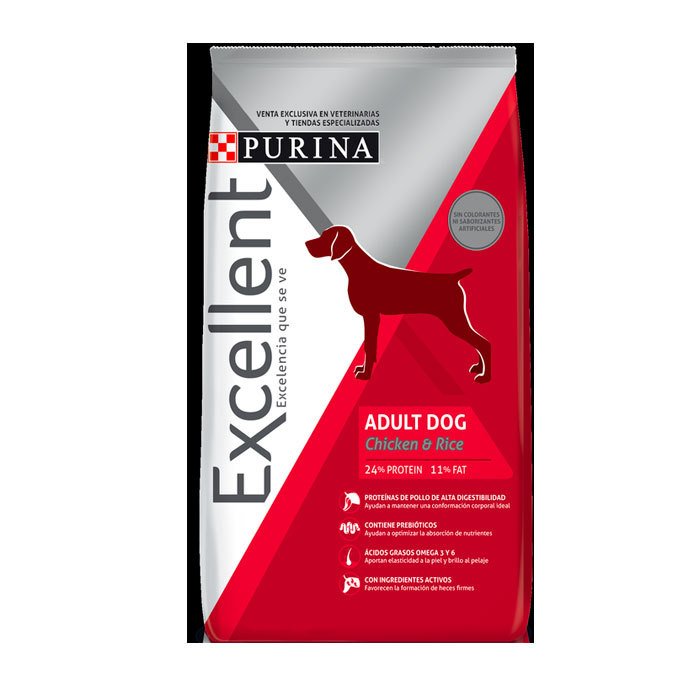 VENTA EXCLUSIVA EN VETERINARIAS
Y TIENDAS ESPECIALIZADAS
PURINA
Excellent
Excelencia que se ve
SIN COLORANTES
NI SABORIZANTES
ARTIFICIALES
ADULT DOG
Chicken & Rice
24% PROTEIN 11% FAT
PROTEÍNAS DE POLLO DE ALTA DIGESTIBILIDAD
Ayudan a mantener una conformación corporal ideal
CONTIENE PREBIÓTICOS
Ayudan a optimizar la absorción de nutrientes
ÁCIDOS GRASOS OMEGA 3 Y 6
Aportan elasticidad a la piel y brillo al pelaje
CON INGREDIENTES ACTIVOS
Favorecen la formación de heces firmes